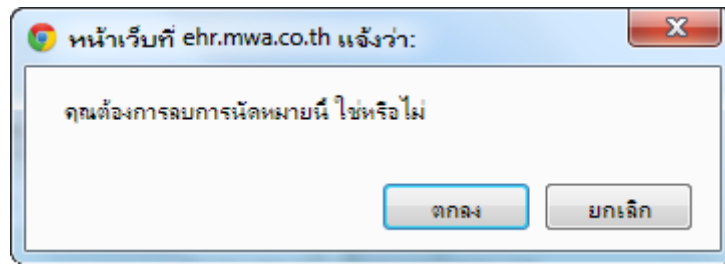 หน้าเว็บที่ ehr.mwa.co.th แจ้งว่า:
คุณต้องการลบการนัดหมายนี้ ใช่หรือไม่
ตกลง ยกเลิก